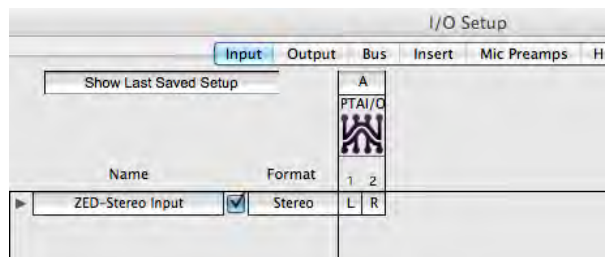 I/O Setup
Input Output Bus Insert Mic Preamps H
Show Last Saved Setup A
PTAI/O
Name Format 1 2
ZED-Stereo Input Stereo L R